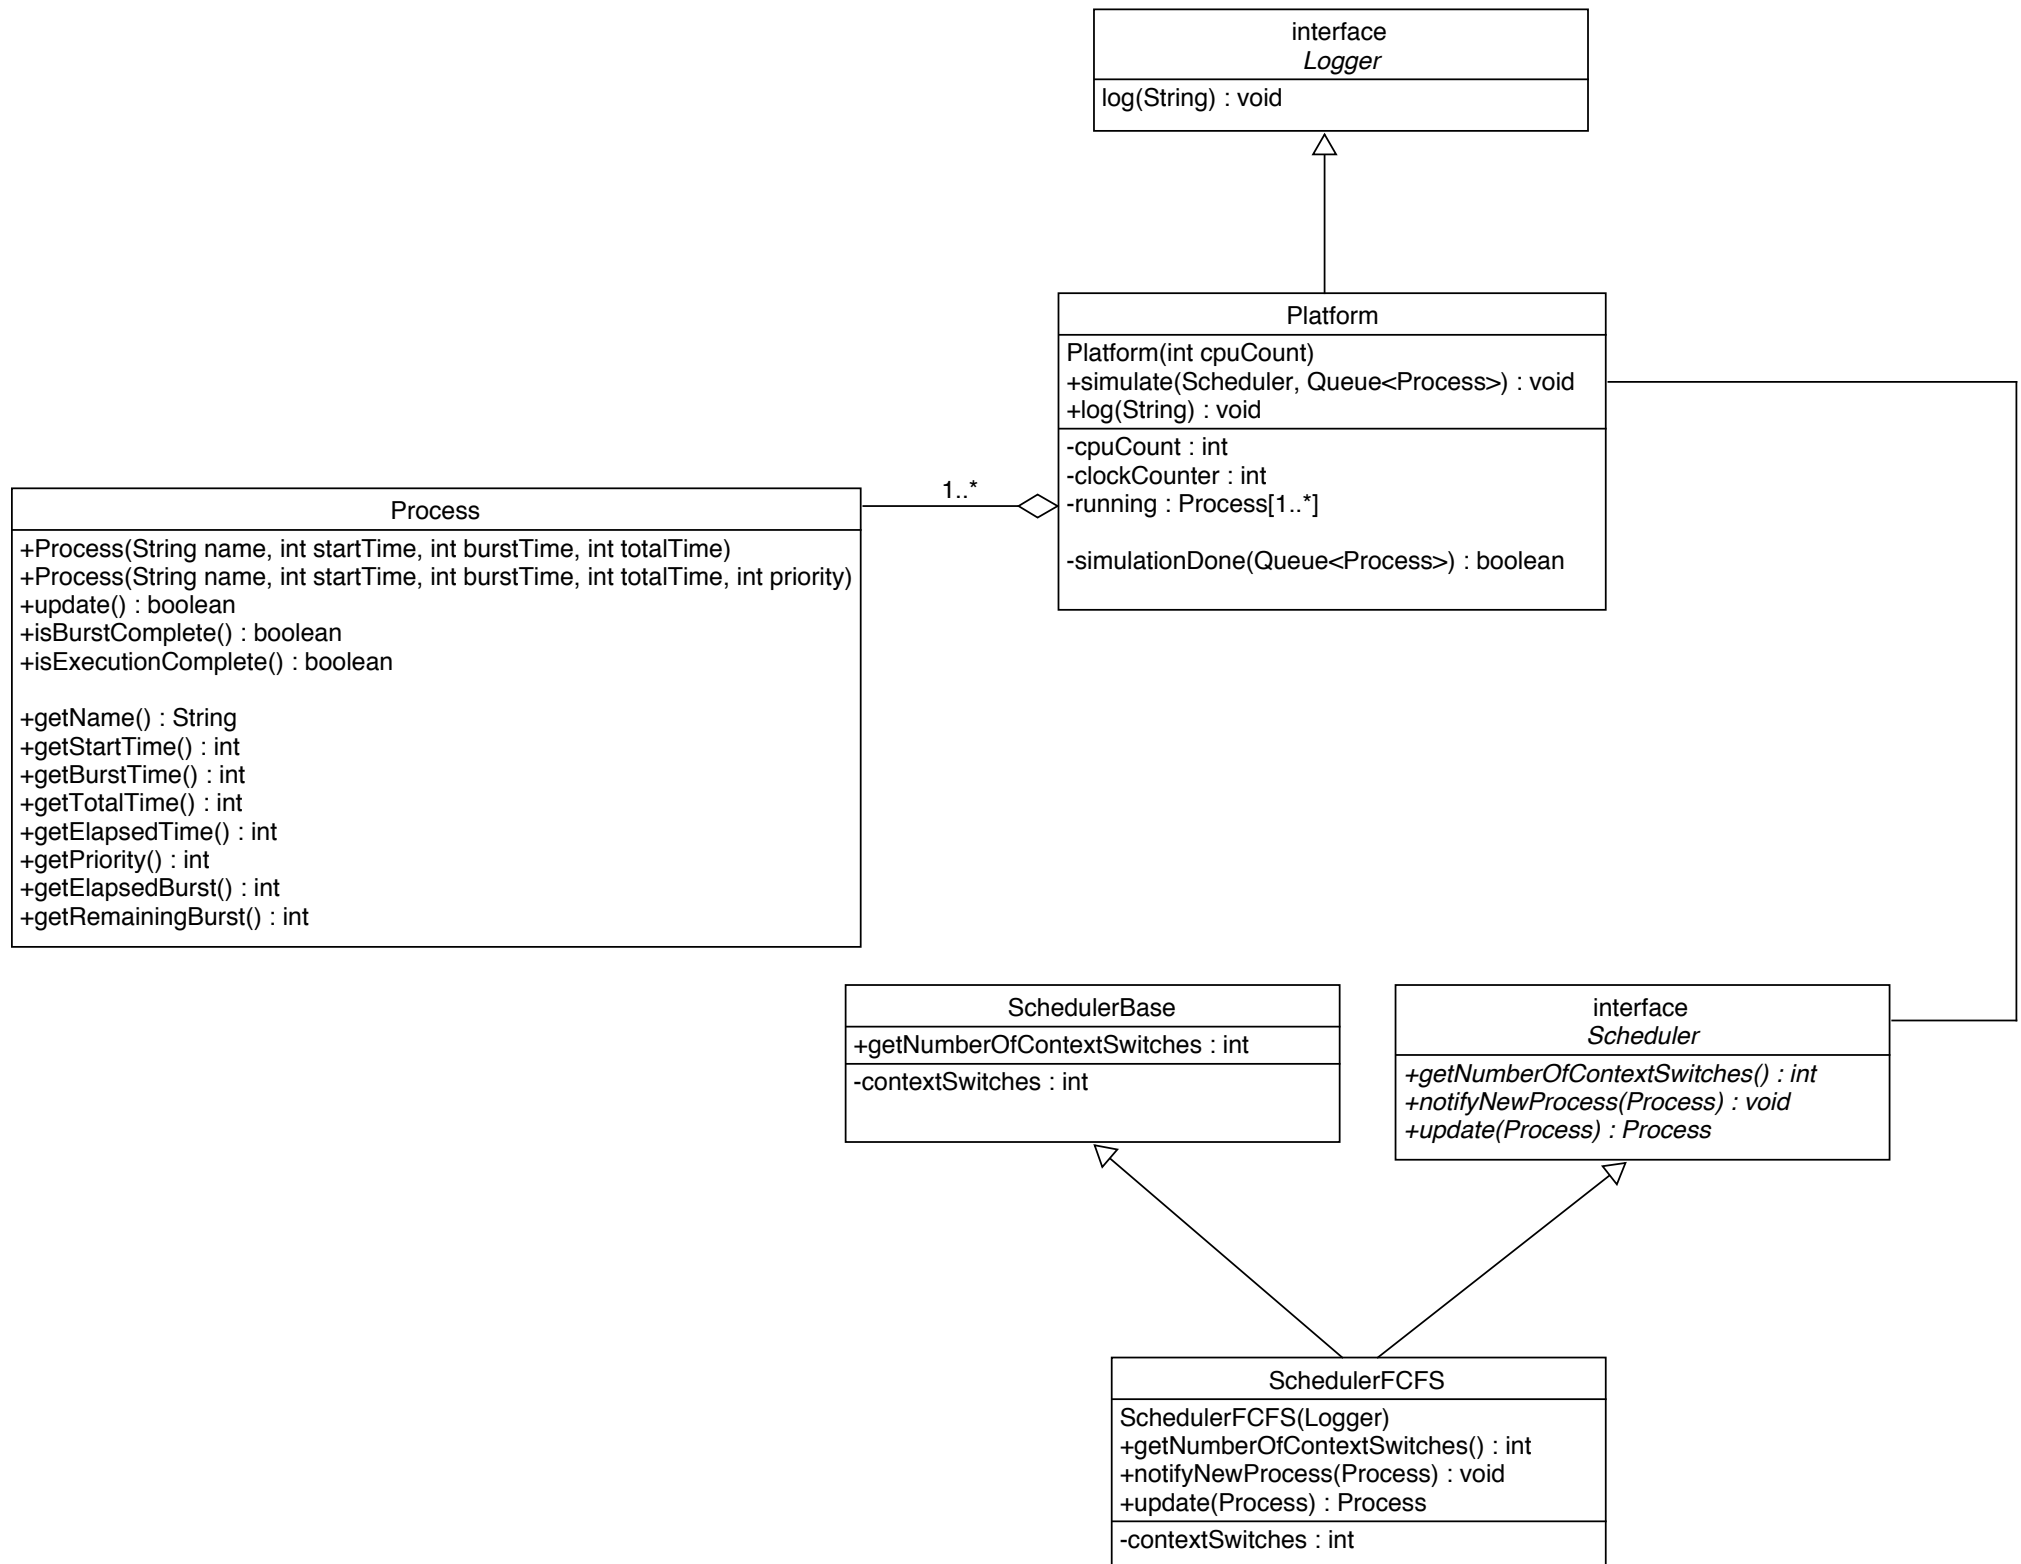 interface
Logger
log(String) : void
Platform
Platform(int cpuCount)
+simulate(Scheduler, Queue<Process>) : void
+log(String) : void
-cpuCount : int
-clockCounter : int
-running : Process[1..*]
-simulationDone(Queue<Process>) : boolean
1..*
Process
+Process(String name, int startTime, int burstTime, int totalTime)
+Process(String name, int startTime, int burstTime, int totalTime, int priority)
+update() : boolean
+isBurstComplete() : boolean
+isExecutionComplete() : boolean
+getName() : String
+getStartTime() : int
+getBurstTime() : int
+getTotalTime() : int
+getElapsedTime() : int
+getPriority() : int
+getElapsedBurst() : int
+getRemainingBurst() : int
SchedulerBase
+getNumberOfContextSwitches : int
-contextSwitches : int
interface
Scheduler
+getNumberOfContextSwitches() : int
+notifyNewProcess(Process) : void
+update(Process) : Process
SchedulerFCFS
SchedulerFCFS(Logger)
+getNumberOfContextSwitches() : int
+notifyNewProcess(Process) : void
+update(Process) : Process
-contextSwitches : int